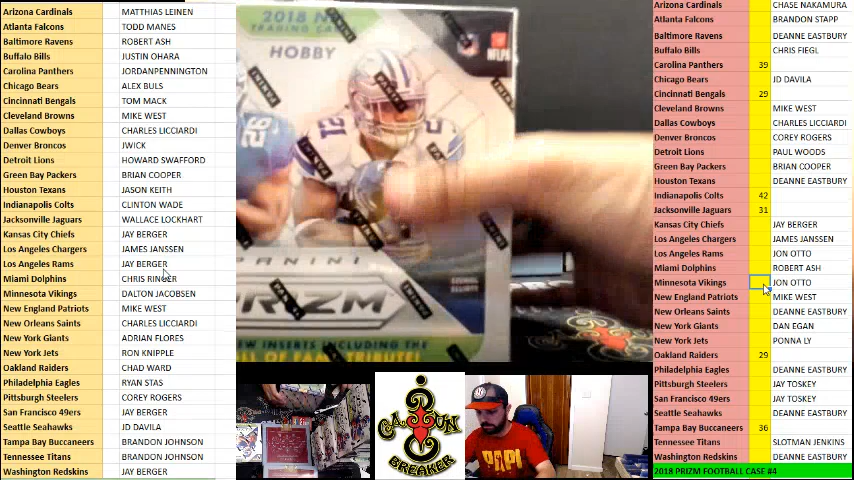 Arizona Cardinals MATTHIAS LEINEN
Atlanta Falcons TODD MANES
Baltimore Ravens ROBERT ASH
Buffalo Bills JUSTIN OHARA
Carolina Panthers JORDANPENNINGTON
Chicago Bears ALEX BULS
Cincinnati Bengals TOM MACK
Cleveland Browns MIKE WEST
Dallas Cowboys CHARLES LICCIARDI
Denver Broncos JWICK
Detroit Lions HOWARD SWAFFORD
Green Bay Packers BRIAN COOPER
Houston Texans JASON KEITH
Indianapolis Colts CLINTON WADE
Jacksonville Jaguars WALLACE LOCKHART
Kansas City Chiefs JAY BERGER
Los Angeles Chargers JAMES JANSSEN
Los Angeles Rams JAY BERGER
Miami Dolphins CHRIS RINGER
Minnesota Vikings DALTON JACOBSEN
New England Patriots MIKE WEST
New Orleans Saints CHARLES LICCIARDI
New York Giants ADRIAN FLORES
New York Jets RON KNIPPLE
Oakland Raiders CHAD WARD
Philadelphia Eagles RYAN STAS
Pittsburgh Steelers COREY ROGERS
San Francisco 49ers JAY BERGER
Seattle Seahawks JD DAVILA
Tampa Bay Buccaneers BRANDON JOHNSON
Tennessee Titans BRANDON JOHNSON
Washington Redskins JAY BERGER
2018
TRADING
HOBBY
21
PANINI
PRIZM
NEW INSERTS INCLUDING THE
OF FAME TRIBUTE!
CAJUN
BREAKER
PAPI
Arizona Cardinals CHASE NAKAMURA
Atlanta Falcons BRANDON STAPP
Baltimore Ravens DEANNE EASTBURY
Buffalo Bills CHRIS FIEGL
Carolina Panthers 39
Chicago Bears JD DAVILA
Cincinnati Bengals 29
Cleveland Browns MIKE WEST
Dallas Cowboys CHARLES LICCIARDI
Denver Broncos COREY ROGERS
Detroit Lions PAUL WOODS
Green Bay Packers BRIAN COOPER
Houston Texans DEANNE EASTBURY
Indianapolis Colts 42
Jacksonville Jaguars 31
Kansas City Chiefs JAY BERGER
Los Angeles Chargers JAMES JANSSEN
Los Angeles Rams JON OTTO
Miami Dolphins ROBERT ASH
Minnesota Vikings JON OTTO
New England Patriots MIKE WEST
New Orleans Saints DEANNE EASTBURY
New York Giants DAN EGAN
New York Jets PONNA LY
Oakland Raiders 29
Philadelphia Eagles DEANNE EASTBURY
Pittsburgh Steelers JAY TOSKEY
San Francisco 49ers JAY TOSKEY
Seattle Seahawks DEANNE EASTBURY
Tampa Bay Buccaneers 36
Tennessee Titans SLOTMAN JENKINS
Washington Redskins DEANNE EASTBURY
2018 PRIZM FOOTBALL CASE #4